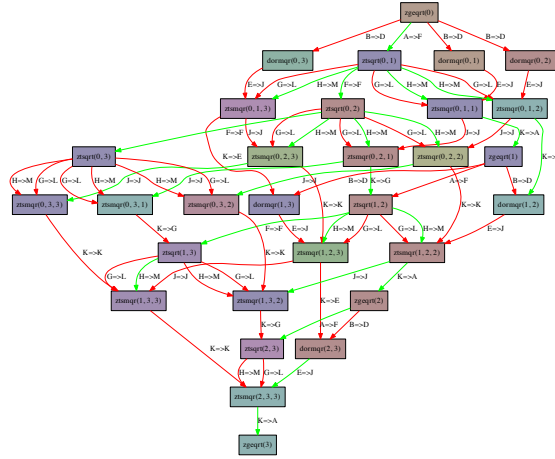 zgeqrt(0)
B=>D A=>F B=>D B=>D
dormqr(0, 3) ztsqrt(0, 1) dormqr(0, 1) dormqr(0, 2)
E=>J G=>L H=>M F=>F G=>L H=>M H=>M G=>L E=>J E=>J
ztsmqr(0, 1, 3) ztsqrt(0, 2) ztsmqr(0, 1, 1) ztsmqr(0, 1, 2)
F=>F J=>J G=>L H=>M G=>L H=>M G=>L H=>M J=>J J=>J K=>A
ztsqrt(0, 3) K=>E ztsmqr(0, 2, 3) ztsmqr(0, 2, 1) ztsmqr(0, 2, 2) zgeqrt(1)
H=>M G=>L G=>L H=>M J=>J J=>J H=>M G=>L J=>J B=>D K=>G A=>F B=>D
ztsmqr(0, 3, 3) ztsmqr(0, 3, 1) ztsmqr(0, 3, 2) dormqr(1, 3) ztsqrt(1, 2) dormqr(1, 2)
K=>G F=>F E=>J K=>K H=>M G=>L G=>L H=>M K=>K E=>J
K=>K ztsqrt(1, 3) K=>K ztsmqr(1, 2, 3) ztsmqr(1, 2, 2)
G=>L H=>M H=>M G=>L J=>J J=>J K=>A
ztsmqr(1, 3, 3) ztsmqr(1, 3, 2) K=>E zgeqrt(2)
K=>G A=>F B=>D
K=>K ztsqrt(2, 3) dormqr(2, 3)
H=>M G=>L E=>J
ztsmqr(2, 3, 3)
K=>A
zgeqrt(3)